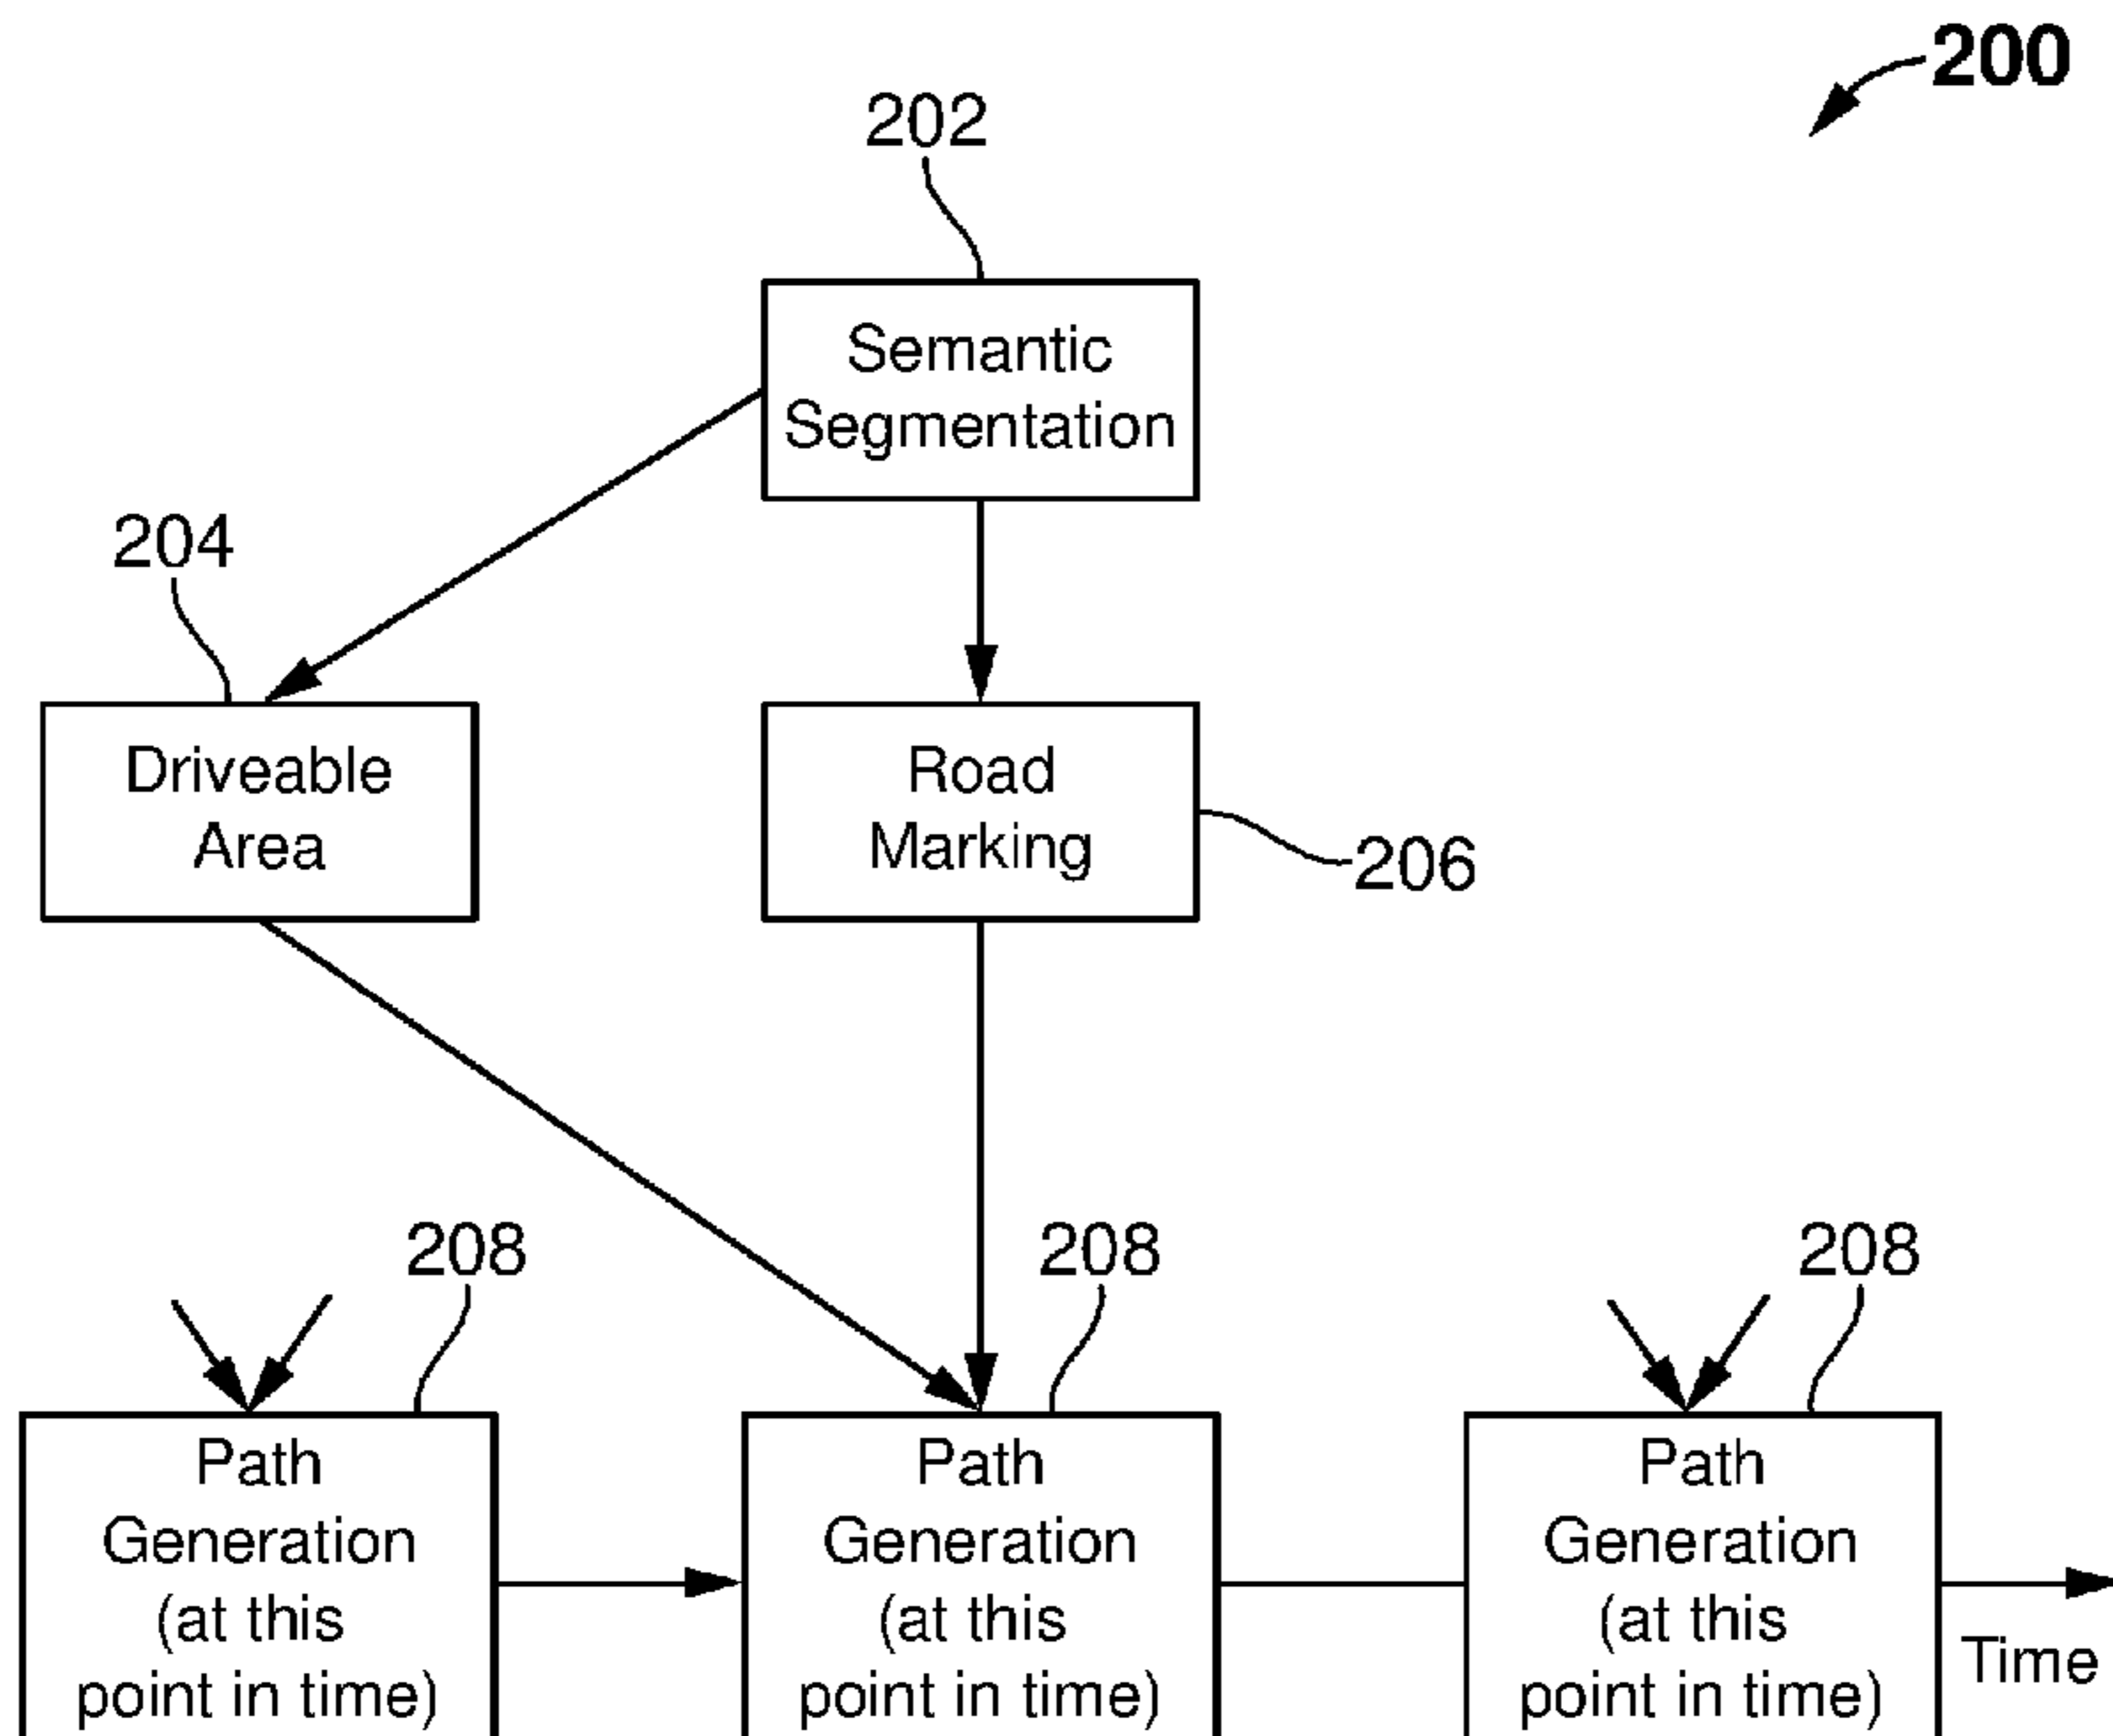 200
202
Semantic
Segmentation
204
Driveable
Area
Road
Marking
206
208
208
208
Path
Generation
(at this
point in time)
Path
Generation
(at this
point in time)
Path
Generation
(at this
point in time)
Time